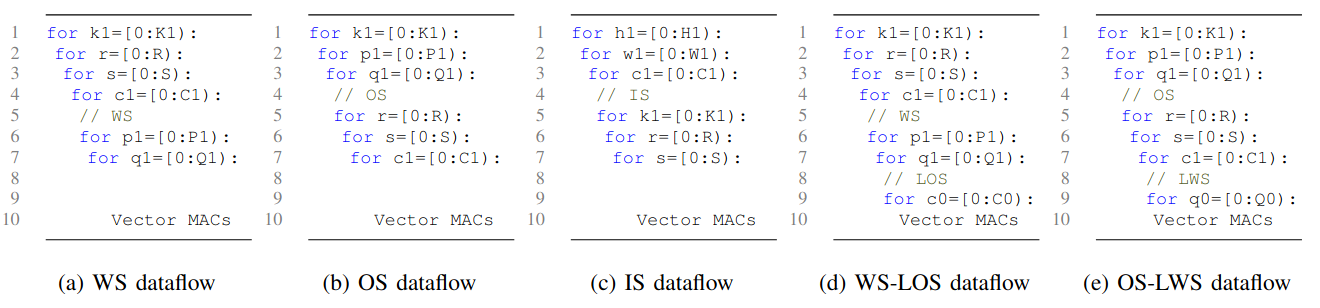 1 for k1=[0:K1):
2 for r=[0:R):
3 for s=[0:S):
4 for c1=[0:C1):
5 // WS
6 for p1=[0:P1):
7 for q1=[0:Q1):
8
9
10 Vector MACs
(a) WS dataflow
1 for k1=[0:K1):
2 for p1=[0:P1):
3 for q1=[0:Q1):
4 // OS
5 for r=[0:R):
6 for s=[0:S):
7 for c1=[0:C1):
8
9
10 Vector MACs
(b) OS dataflow
1 for h1=[0:H1):
2 for w1=[0:W1):
3 for c1=[0:C1):
4 // IS
5 for k1=[0:K1):
6 for r=[0:R):
7 for s=[0:S):
8
9
10 Vector MACs
(c) IS dataflow
1 for k1=[0:K1):
2 for r=[0:R):
3 for s=[0:S):
4 for c1=[0:C1):
5 // WS
6 for p1=[0:P1):
7 for q1=[0:Q1):
8 // LOS
9 for c0=[0:C0):
10 Vector MACs
(d) WS-LOS dataflow
1 for k1=[0:K1):
2 for p1=[0:P1):
3 for q1=[0:Q1):
4 // OS
5 for r=[0:R):
6 for s=[0:S):
7 for c1=[0:C1):
8 // LWS
9 for q0=[0:Q0):
10 Vector MACs
(e) OS-LWS dataflow